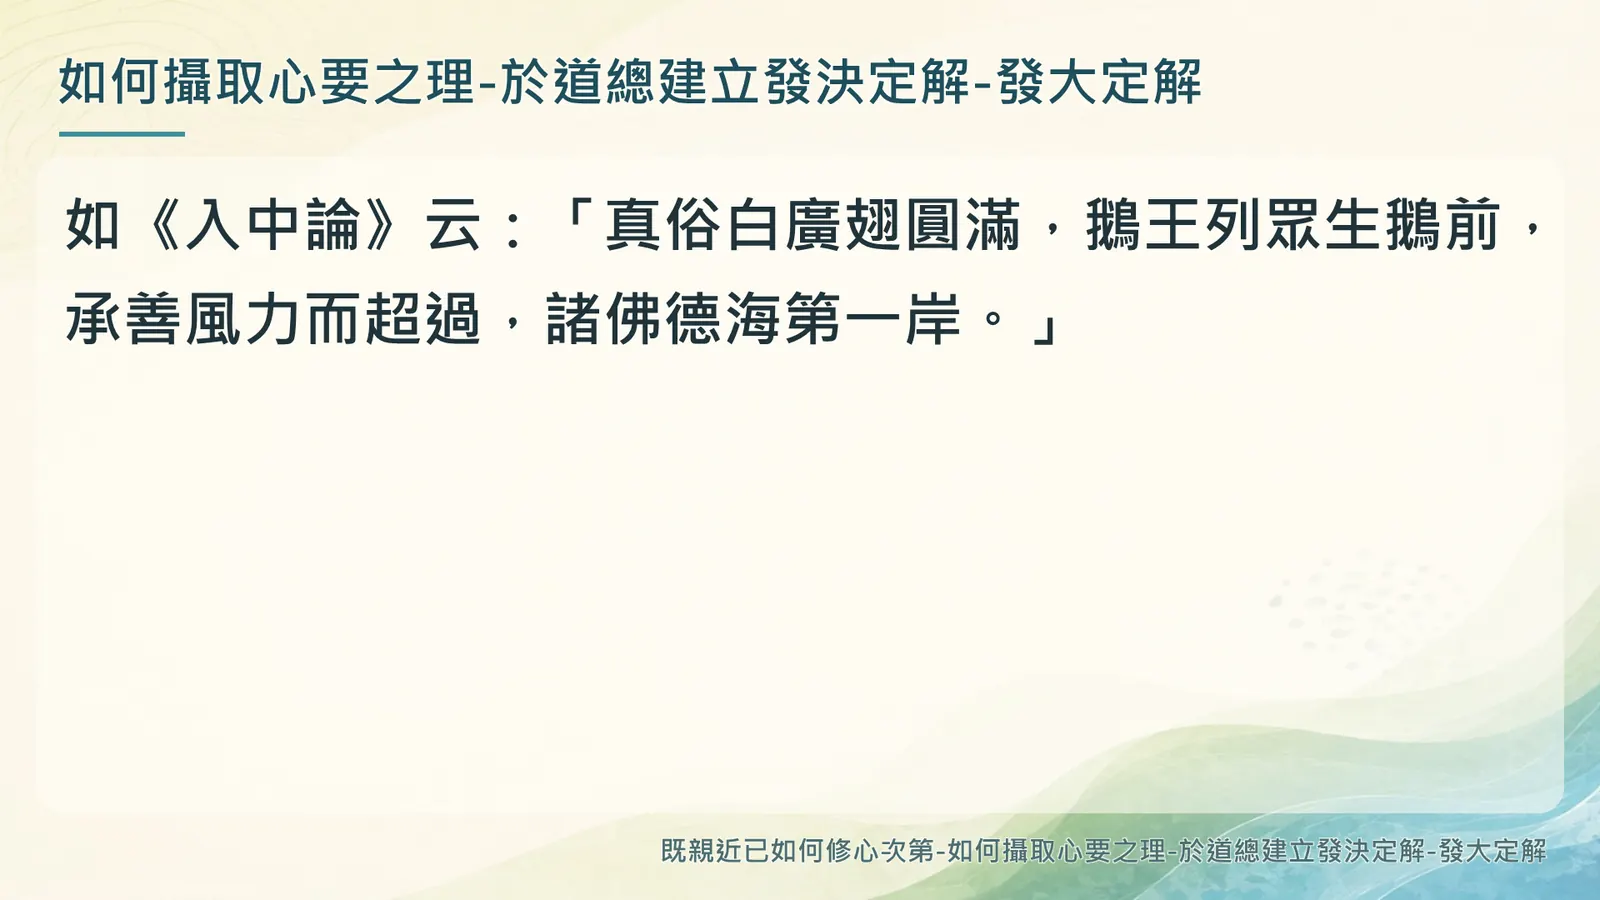 如何攝取心要之理-於道總建立發決定解-發大定解
如《入中論》云：「真俗白廣翅圓滿，鵝王列眾生鵝前，
承善風力而超過，諸佛德海第一岸。」
既親近已如何修心次第-如何攝取心要之理-於道總建立發決定解-發大定解